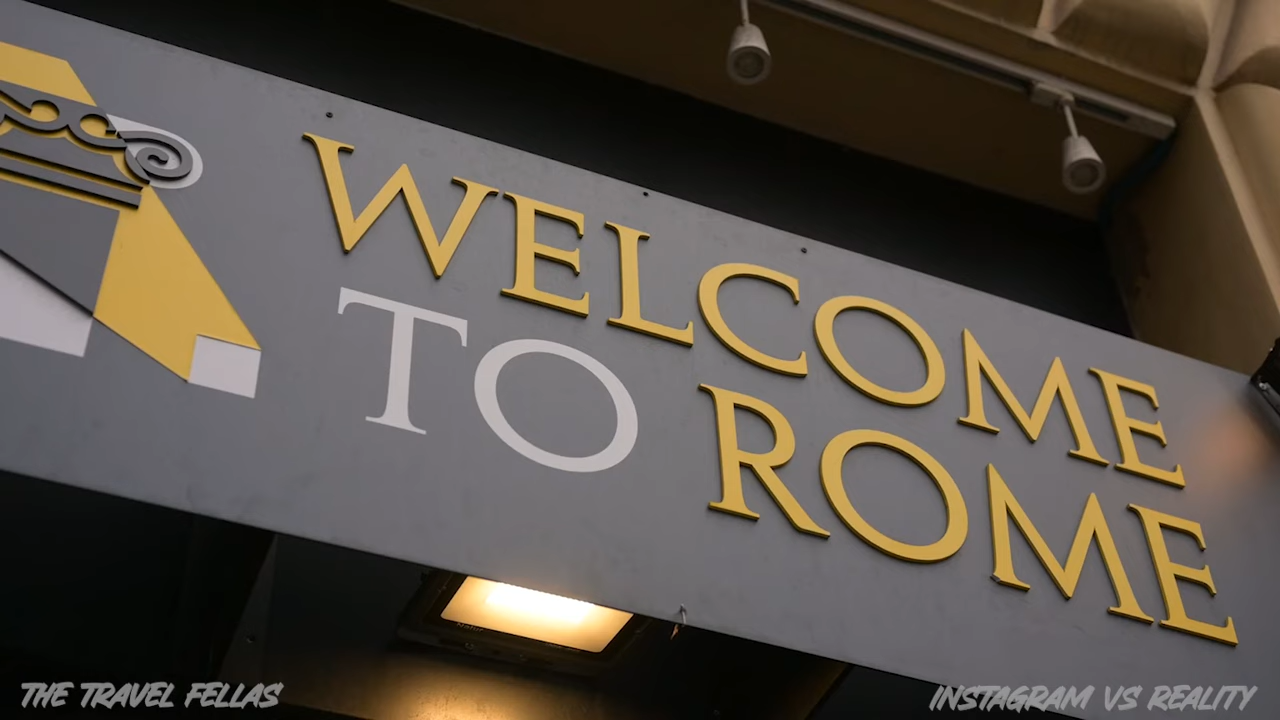 WELCOME
TO ROME
THE TRAVEL FELLAS
INSTAGRAM VS REALITY